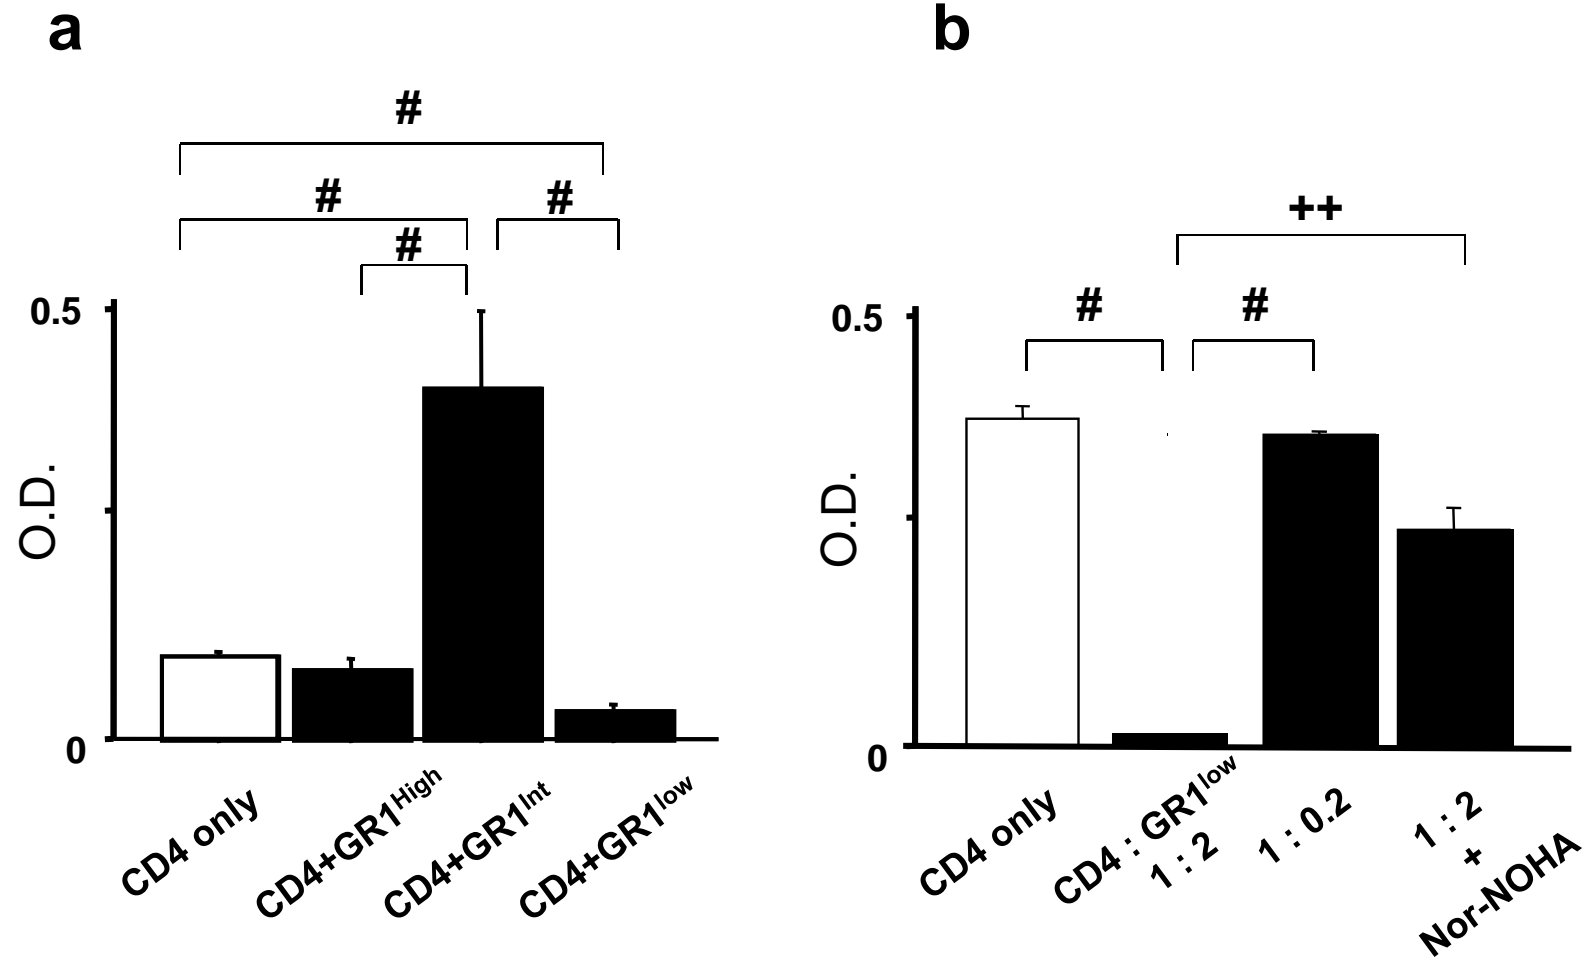 a
#
#
#
#
0.5
O.D.
0
CD4 only
CD4+GR1High
CD4+GR1Int
CD4+GR1low
b
++
#
#
0.5
O.D.
0
CD4 only
CD4 : GR1low
1 : 2
1 : 0.2
1 : 2
+
Nor-NOHA